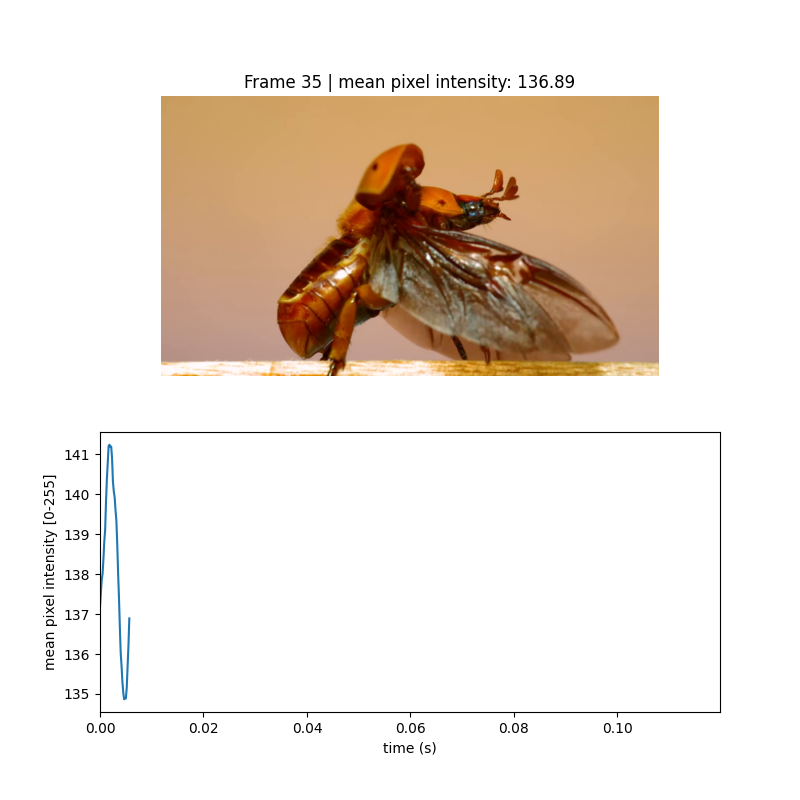 Frame 35 | mean pixel intensity: 136.89
mean pixel intensity [0-255]
141
140
139
138
137
136
135
0.00 0.02 0.04 0.06 0.08 0.10
time (s)